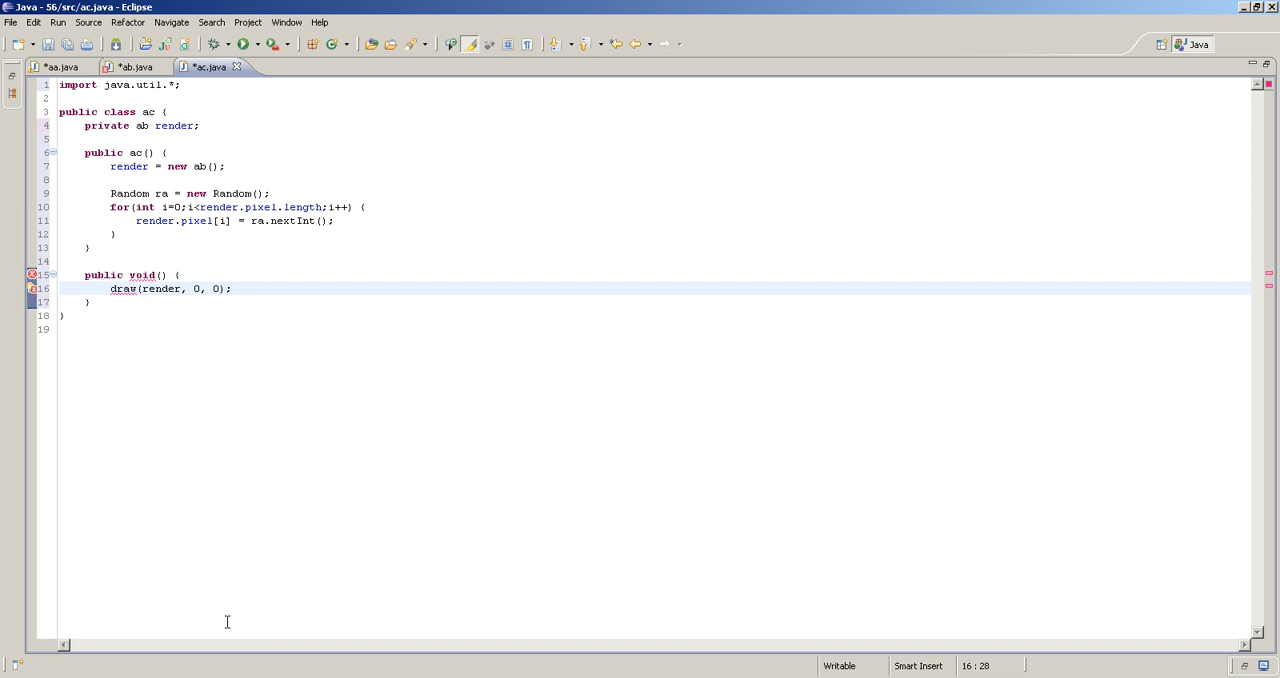 Java - 56/src/ac.java - Eclipse
File Edit Run Source Refactor Navigate Search Project Window Help
Java
*aa.java *ab.java *ac.java
1 import java.util.*;
2
3 public class ac {
4 private ab render;
5
6 public ac() {
7 render = new ab();
8
9 Random ra = new Random();
10 for(int i=0;i<render.pixel.length;i++) {
11 render.pixel[i] = ra.nextInt();
12 }
13 }
14
15 public void() {
16 draw(render, 0, 0);
17 }
18 }
19
Writable Smart Insert 16 : 28